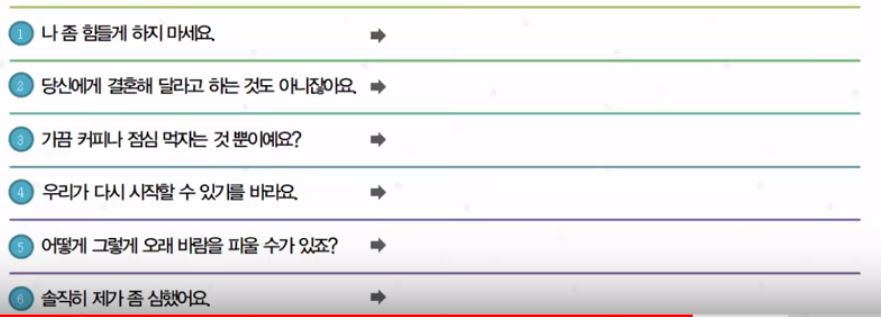 1 나 좀 힘들게 하지 마세요. ➡
2 당신에게 결혼해 달라고 하는 것도 아니잖아요. ➡
3 가끔 커피나 점심 먹자는 것 뿐이예요? ➡
4 우리가 다시 시작할 수 있기를 바라요. ➡
5 어떻게 그렇게 오래 바람을 피울 수가 있죠? ➡
6 솔직히 제가 좀 심했어요. ➡